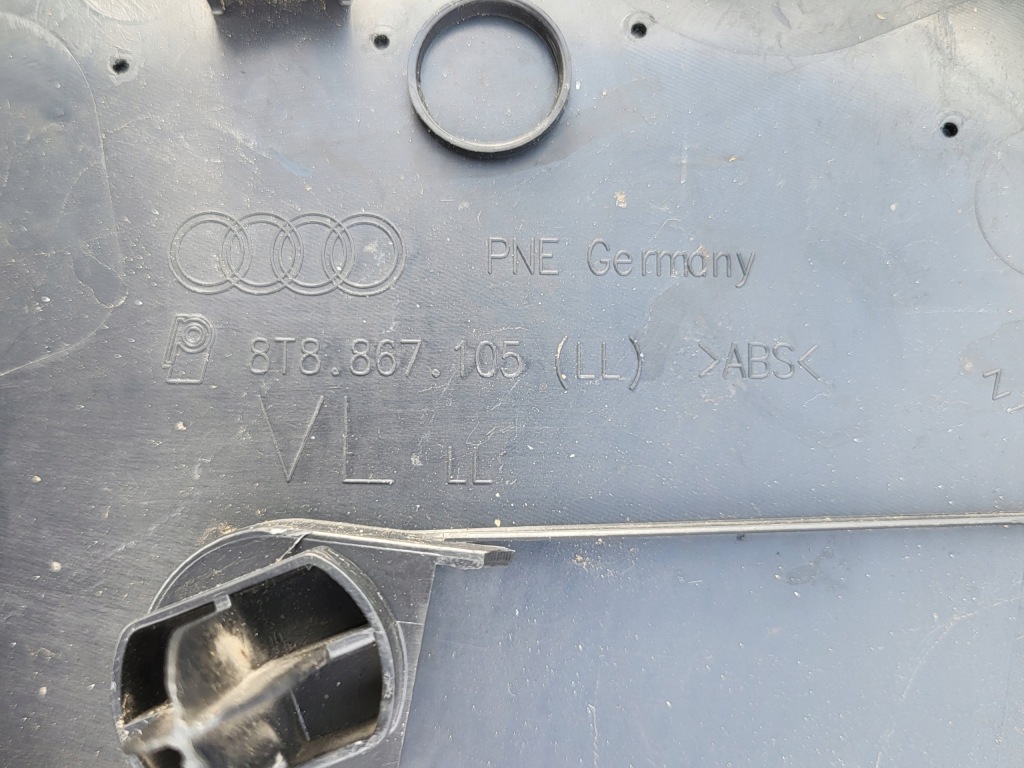 PNE Germany
8T8.867.105 (LL) >ABS<
VL LL